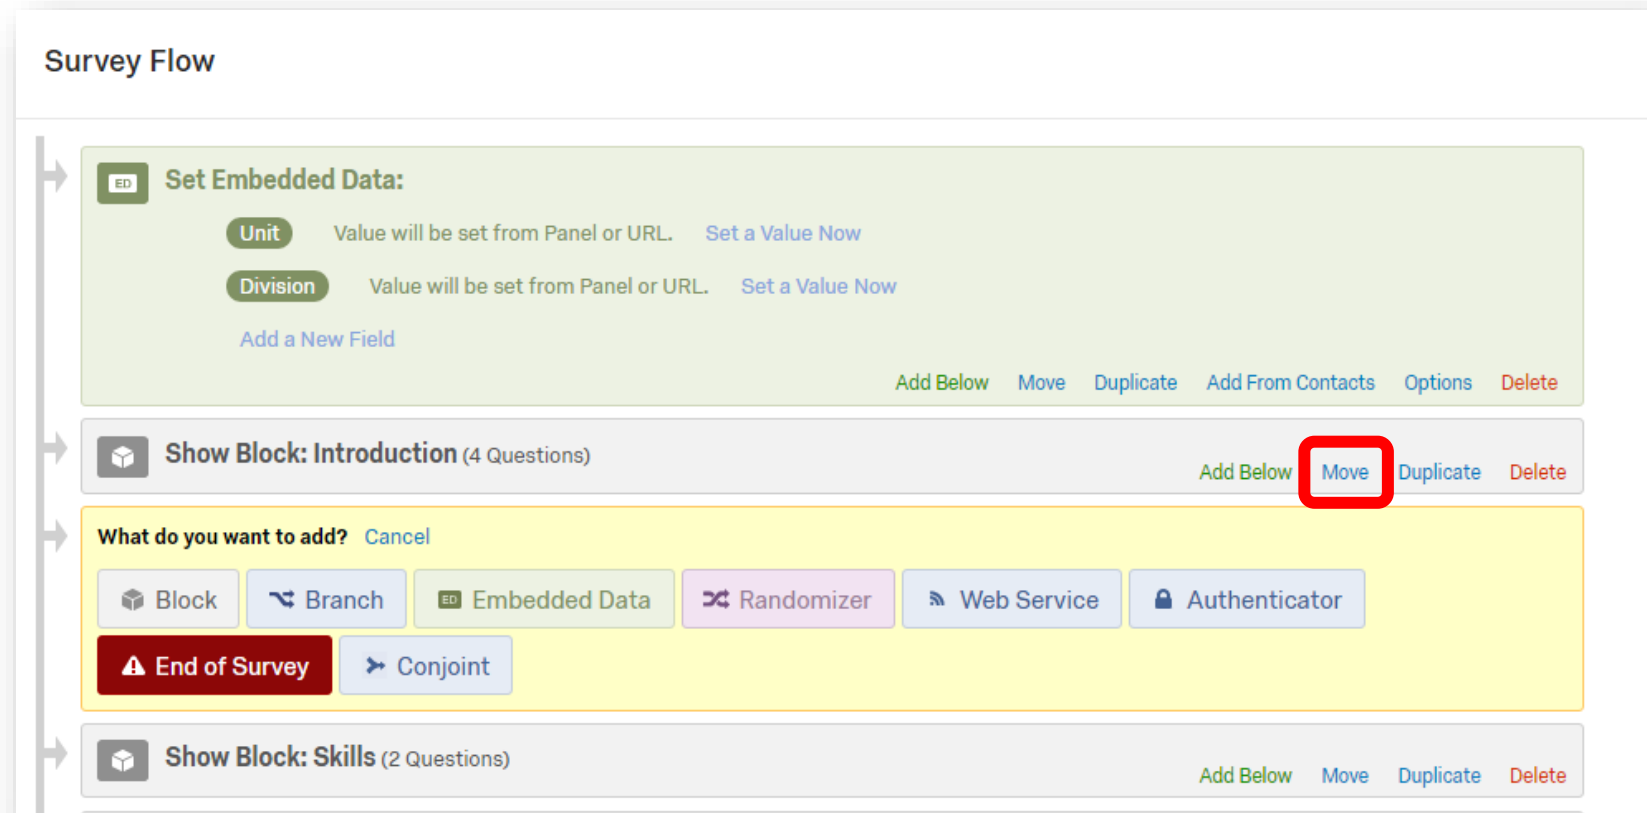 Survey Flow
ED Set Embedded Data:
Unit Value will be set from Panel or URL. Set a Value Now
Division Value will be set from Panel or URL. Set a Value Now
Add a New Field
Add Below Move Duplicate Add From Contacts Options Delete
Show Block: Introduction (4 Questions)
Add Below Move Duplicate Delete
What do you want to add? Cancel
Block Branch ED Embedded Data Randomizer Web Service Authenticator
End of Survey Conjoint
Show Block: Skills (2 Questions)
Add Below Move Duplicate Delete